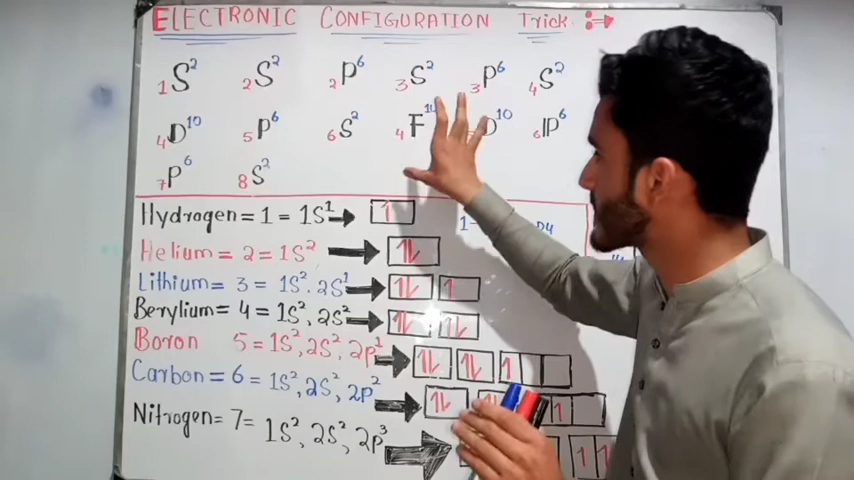 ELECTRONIC CONFIGURATION Trick :⇒
1S² 2S² 2P⁶ 3S² 3P⁶ 4S²
4D¹⁰ 5P⁶ 6S² 4F D¹⁰ 6P⁶
7P⁶ 8S²
Hydrogen = 1 = 1S¹
Helium = 2 = 1S²
Lithium = 3 = 1S². 2S¹
Berylium = 4 = 1S², 2S²
Boron 5 = 1S², 2S², 2P¹
Carbon = 6 = 1S², 2S², 2P²
Nitrogen = 7 = 1S², 2S², 2P³